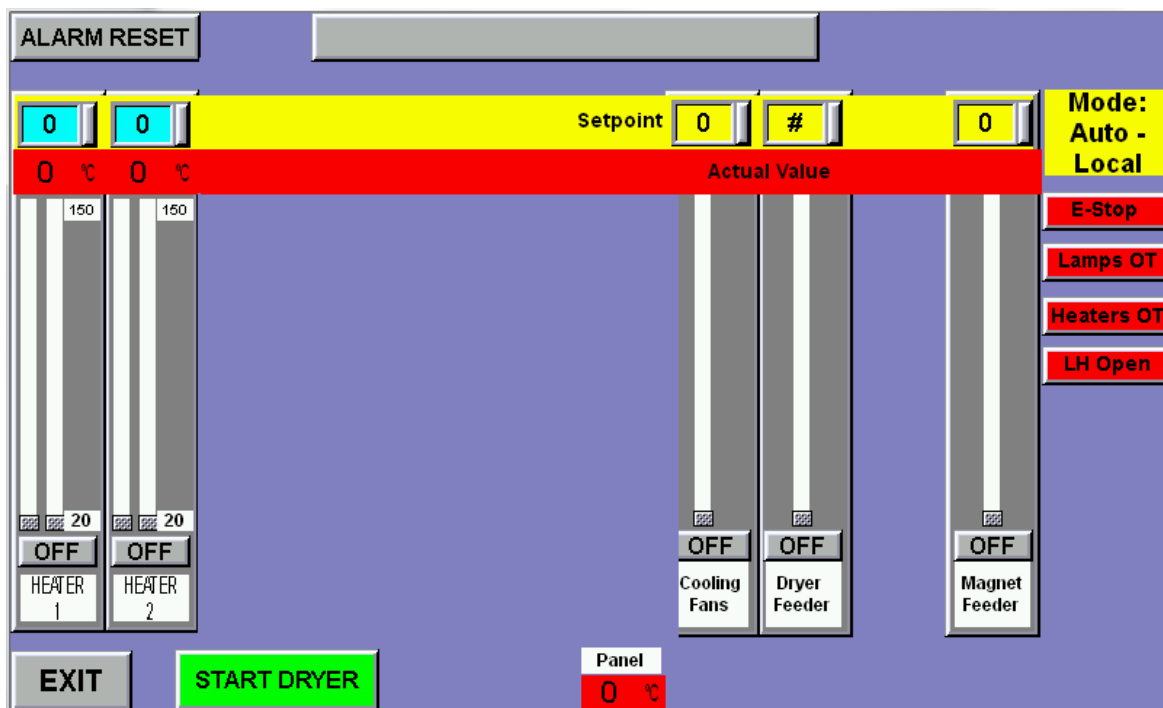 ALARM RESET
0 0 Setpoint 0 # 0
Mode:
Auto -
Local
0 °C 0 °C Actual Value
150 150
E-Stop
Lamps OT
Heaters OT
LH Open
20 20
OFF OFF OFF OFF OFF
HEATER
1
HEATER
2
Cooling
Fans
Dryer
Feeder
Magnet
Feeder
EXIT
START DRYER
Panel
0 °C